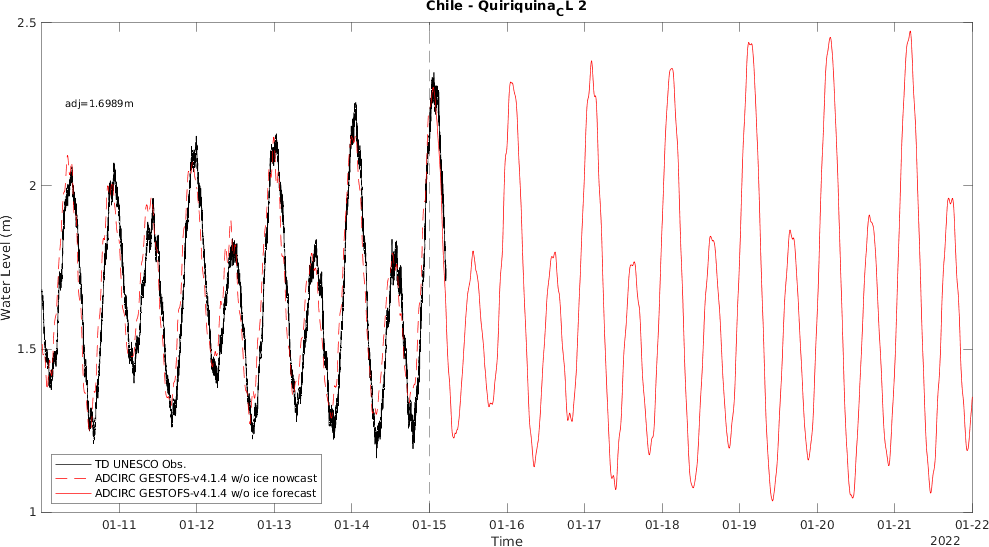 Chile - Quiriquina_CL 2
2.5
adj=1.6989m
2
Water Level (m)
1.5
TD UNESCO Obs.
ADCIRC GESTOFS-v4.1.4 w/o ice nowcast
ADCIRC GESTOFS-v4.1.4 w/o ice forecast
1
01-11 01-12 01-13 01-14 01-15 01-16 01-17 01-18 01-19 01-20 01-21 01-22
Time
2022